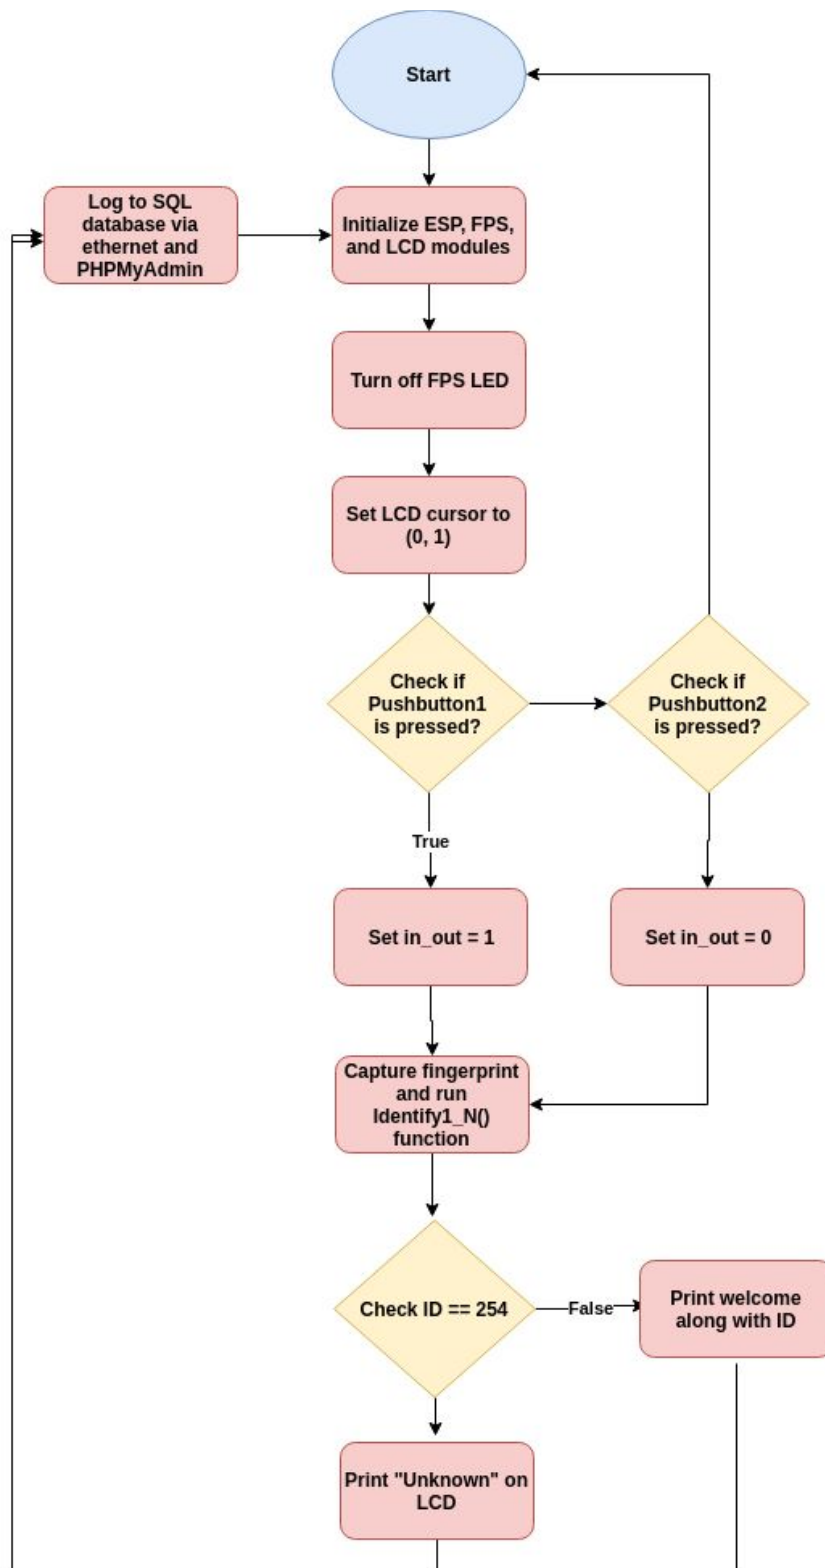 Start
Log to SQL
database via
ethernet and
PHPMyAdmin
Initialize ESP, FPS,
and LCD modules
Turn off FPS LED
Set LCD cursor to
(0, 1)
Check if
Pushbutton1
is pressed?
Check if
Pushbutton2
is pressed?
True
Set in_out = 1
Set in_out = 0
Capture fingerprint
and run
Identify1_N()
function
Check ID == 254
False
Print welcome
along with ID
Print "Unknown" on
LCD